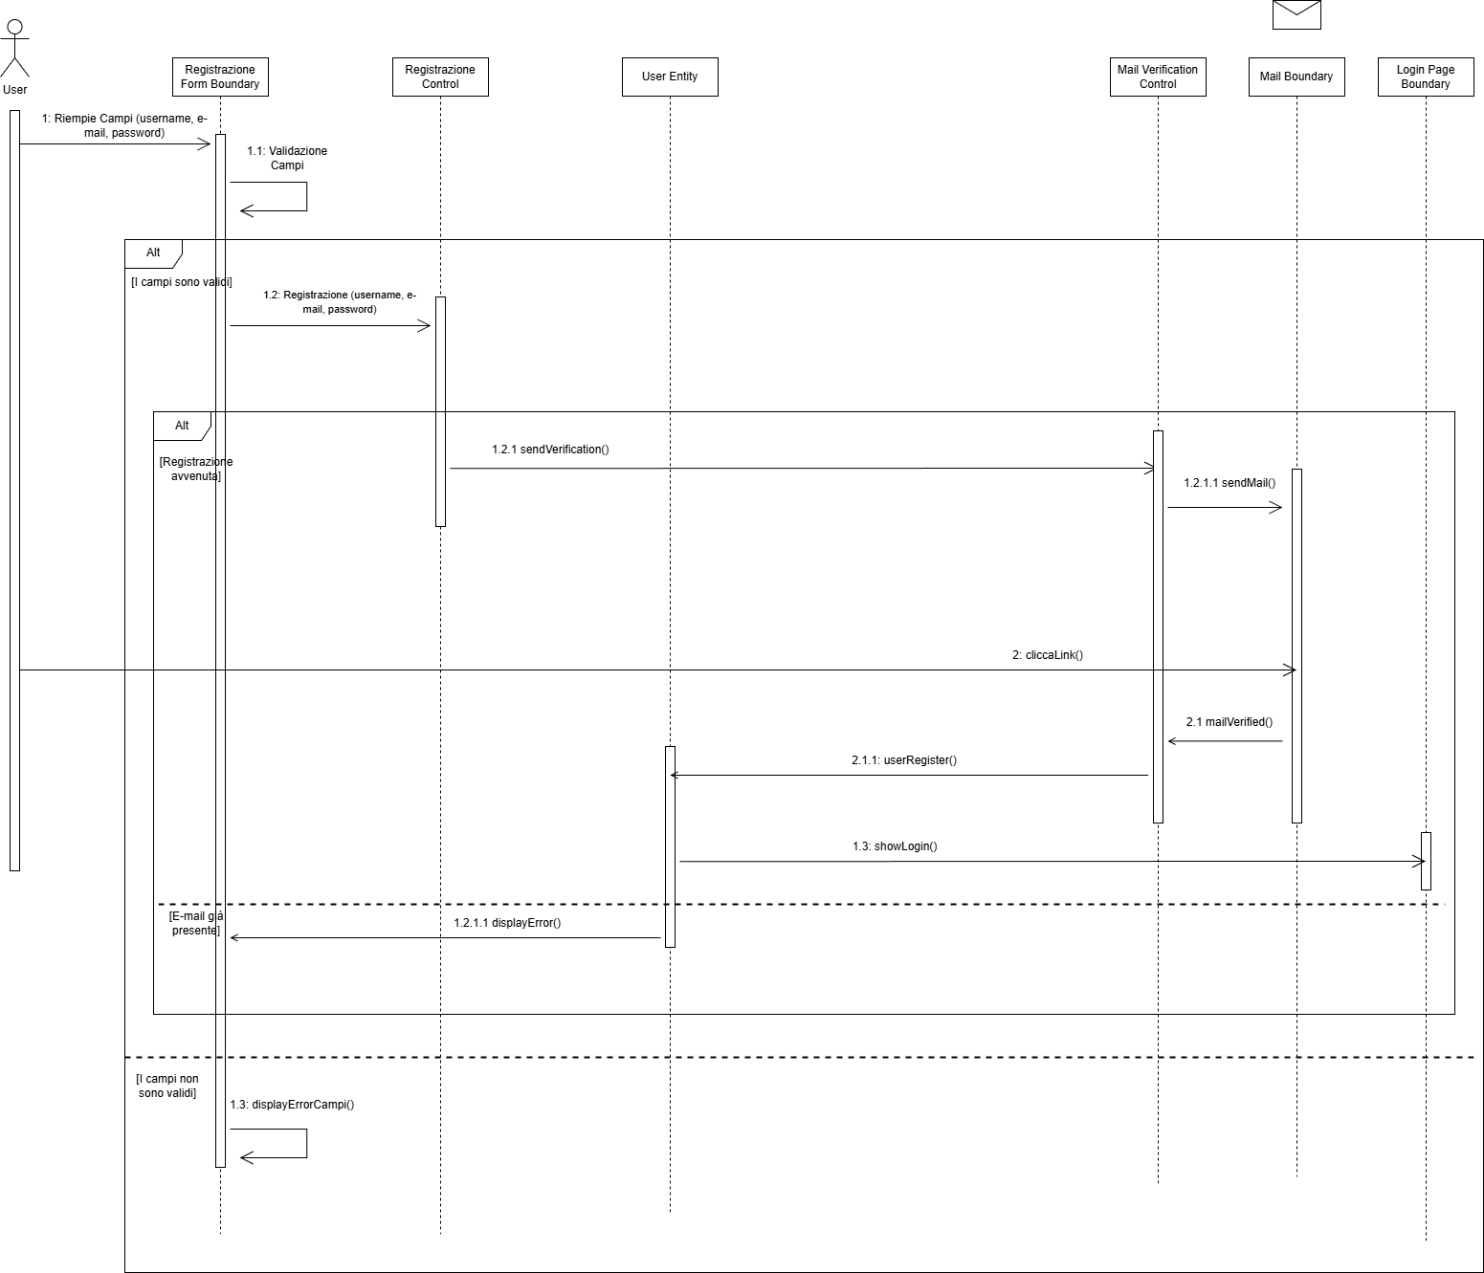 User
Registrazione
Form Boundary
Registrazione
Control
User Entity
Mail Verification
Control
Mail Boundary
Login Page
Boundary
1: Riempie Campi (username, e-
mail, password)
1.1: Validazione
Campi
Alt
[I campi sono validi]
1.2: Registrazione (username, e-
mail, password)
Alt
[Registrazione
avvenuta]
1.2.1 sendVerification()
1.2.1.1 sendMail()
2: cliccaLink()
2.1 mailVerified()
2.1.1: userRegister()
1.3: showLogin()
[E-mail già
presente]
1.2.1.1 displayError()
[I campi non
sono validi]
1.3: displayErrorCampi()